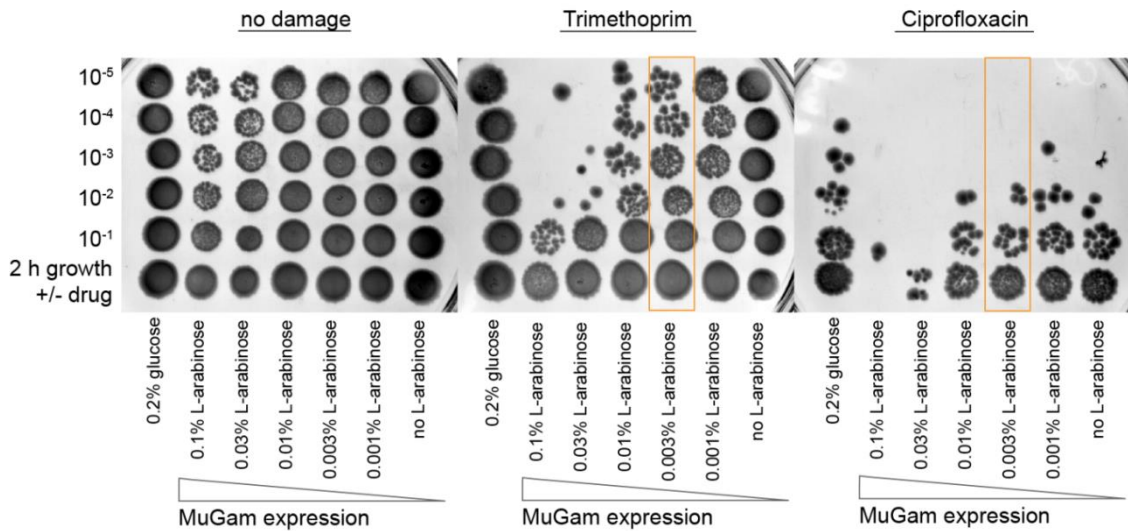 no damage
Trimethoprim
Ciprofloxacin
10-5
10-4
10-3
10-2
10-1
2 h growth
+/- drug
0.2% glucose
0.1% L-arabinose
0.03% L-arabinose
0.01% L-arabinose
0.003% L-arabinose
0.001% L-arabinose
no L-arabinose
0.2% glucose
0.1% L-arabinose
0.03% L-arabinose
0.01% L-arabinose
0.003% L-arabinose
0.001% L-arabinose
no L-arabinose
0.2% glucose
0.1% L-arabinose
0.03% L-arabinose
0.01% L-arabinose
0.003% L-arabinose
0.001% L-arabinose
no L-arabinose
MuGam expression
MuGam expression
MuGam expression